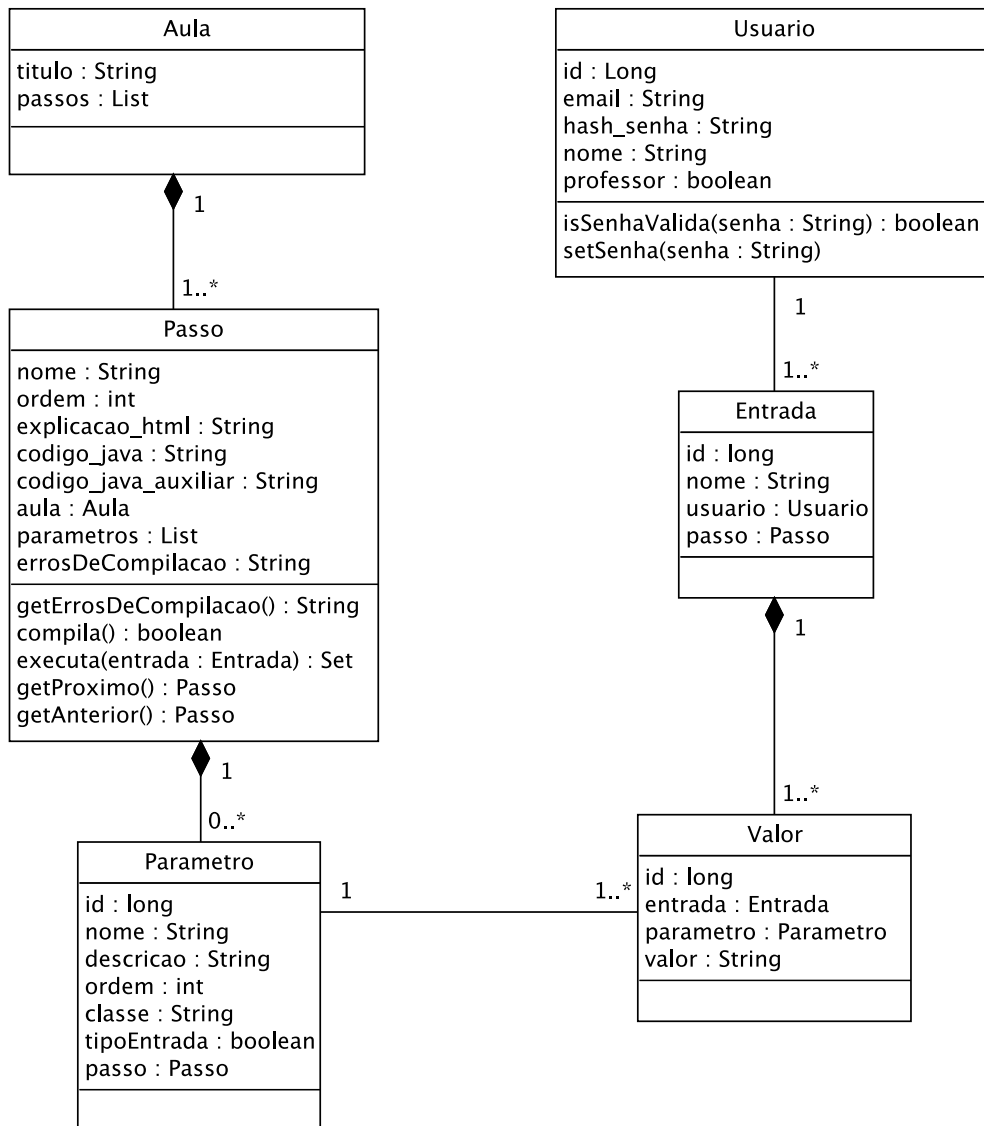 Aula
titulo : String
passos : List
1
1..*
Passo
nome : String
ordem : int
explicacao_html : String
codigo_java : String
codigo_java_auxiliar : String
aula : Aula
parametros : List
errosDeCompilacao : String
getErrosDeCompilacao() : String
compila() : boolean
executa(entrada : Entrada) : Set
getProximo() : Passo
getAnterior() : Passo
1
0..*
Parametro
id : long
nome : String
descricao : String
ordem : int
classe : String
tipoEntrada : boolean
passo : Passo
1
1..*
Usuario
id : Long
email : String
hash_senha : String
nome : String
professor : boolean
isSenhaValida(senha : String) : boolean
setSenha(senha : String)
1
1..*
Entrada
id : long
nome : String
usuario : Usuario
passo : Passo
1
1..*
Valor
id : long
entrada : Entrada
parametro : Parametro
valor : String